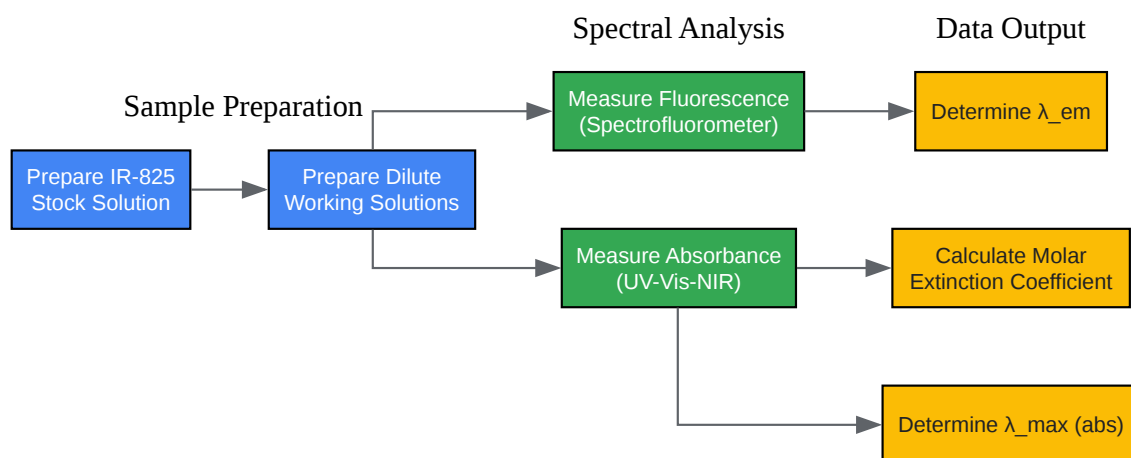 Spectral Analysis
Data Output
Sample Preparation
Measure Fluorescence
(Spectrofluorometer)
Determine λ_em
Prepare IR-825
Stock Solution
Prepare Dilute
Working Solutions
Measure Absorbance
(UV-Vis-NIR)
Calculate Molar
Extinction Coefficient
Determine λ_max (abs)